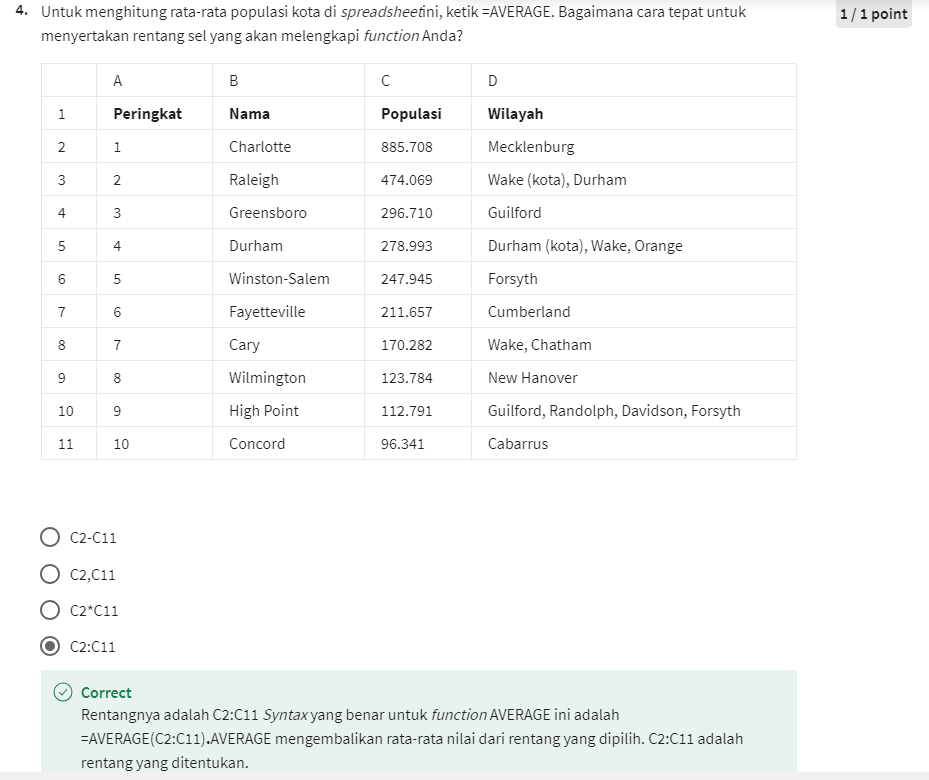 4. Untuk menghitung rata-rata populasi kota di spreadsheetini, ketik =AVERAGE. Bagaimana cara tepat untuk
1 / 1 point
menyertakan rentang sel yang akan melengkapi function Anda?
A B C D
1 Peringkat Nama Populasi Wilayah
2 1 Charlotte 885.708 Mecklenburg
3 2 Raleigh 474.069 Wake (kota), Durham
4 3 Greensboro 296.710 Guilford
5 4 Durham 278.993 Durham (kota), Wake, Orange
6 5 Winston-Salem 247.945 Forsyth
7 6 Fayetteville 211.657 Cumberland
8 7 Cary 170.282 Wake, Chatham
9 8 Wilmington 123.784 New Hanover
10 9 High Point 112.791 Guilford, Randolph, Davidson, Forsyth
11 10 Concord 96.341 Cabarrus
C2-C11
C2,C11
C2*C11
C2:C11
Correct
Rentangnya adalah C2:C11 Syntax yang benar untuk function AVERAGE ini adalah
=AVERAGE(C2:C11).AVERAGE mengembalikan rata-rata nilai dari rentang yang dipilih. C2:C11 adalah
rentang yang ditentukan.